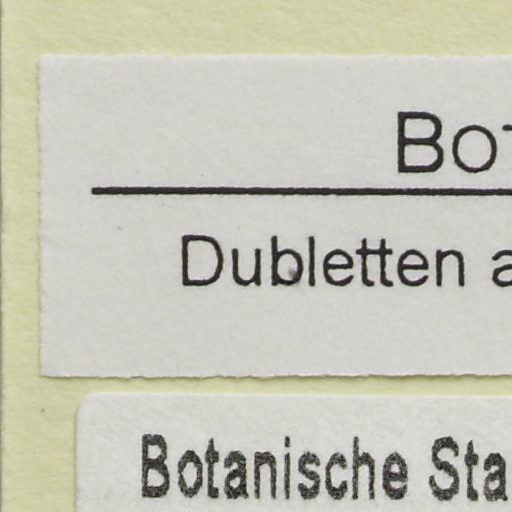 Bo
Dubletten a
Botanische Sta